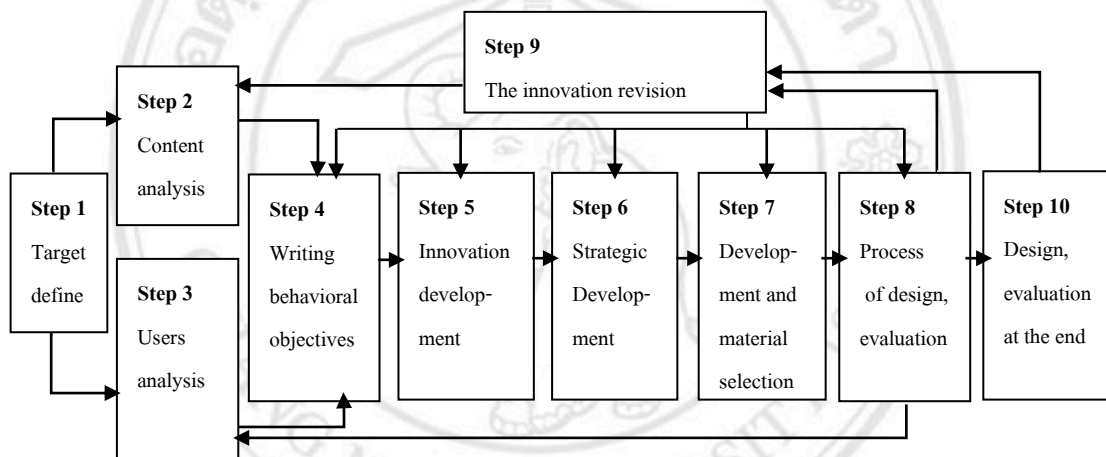 Step 9
The innovation revision
Step 2
Content
analysis
Step 1
Target
define
Step 3
Users
analysis
Step 4
Writing
behavioral
objectives
Step 5
Innovation
develop-
ment
Step 6
Strategic
Develop-
ment
Step 7
Develop-
ment and
material
selection
Step 8
Process
of design,
evaluation
Step 10
Design,
evaluation
at the end